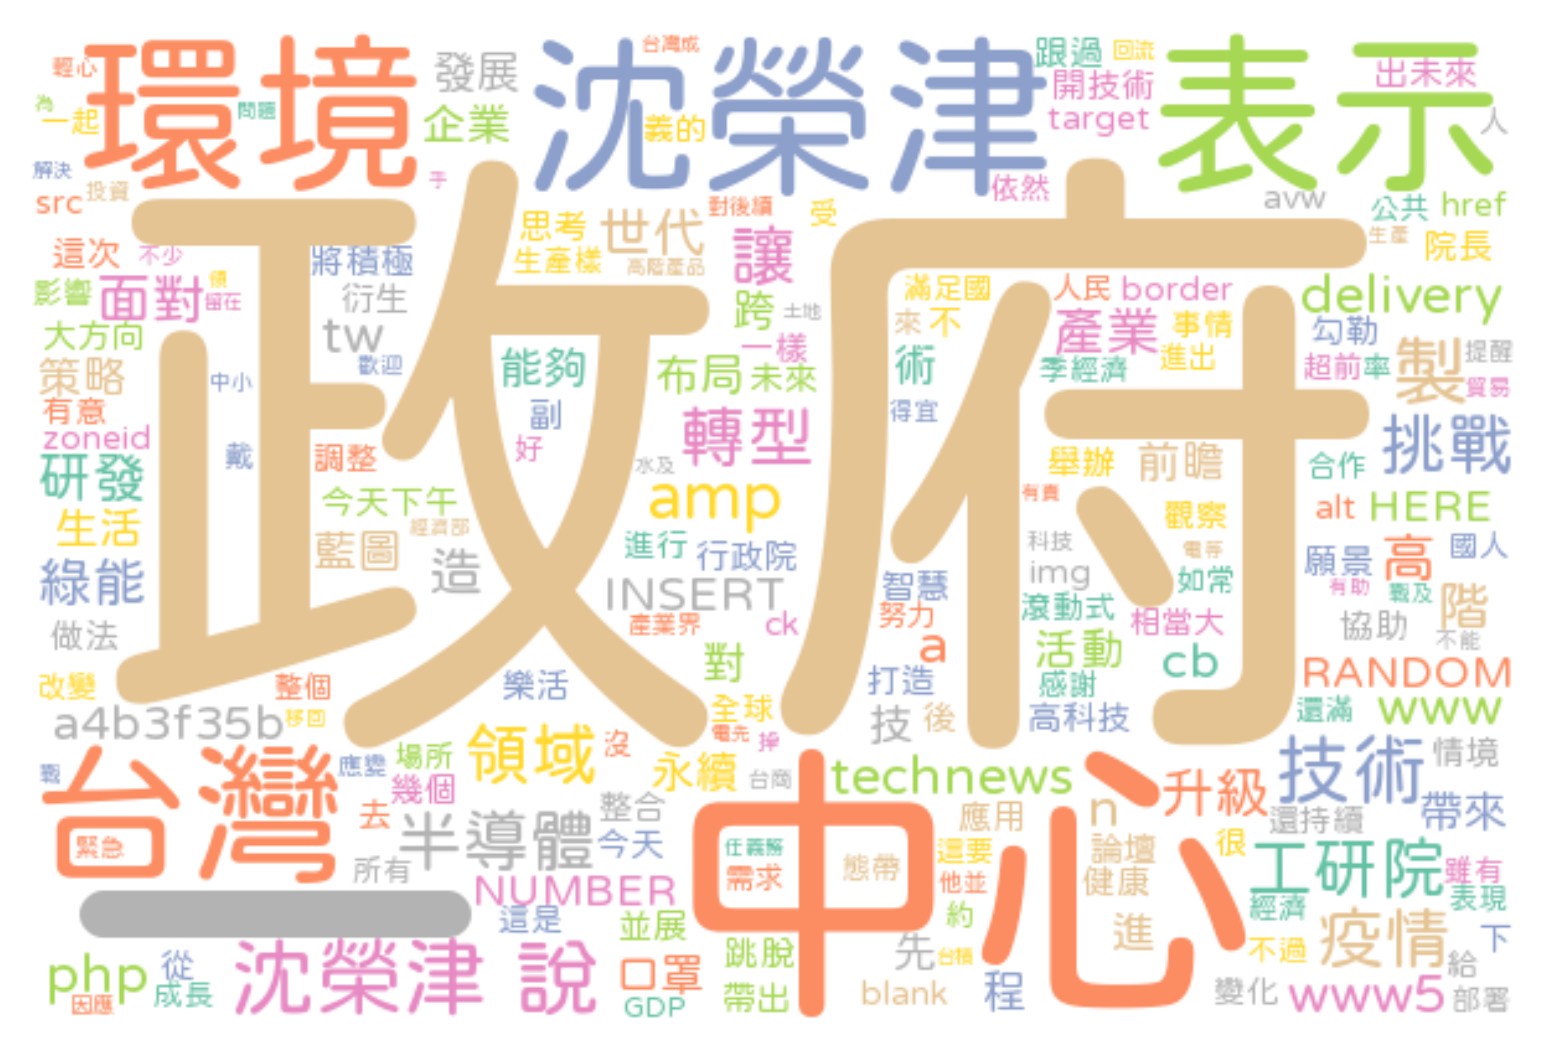 環境
沈榮津
表示
發展
企業
台灣成
義的
跟過
回流
開技術
target
出未來
人
輕心
為
一起
問題
解決
src
投資
手
依然
avw
公共
href
生產
院長
這次
不少
將積極
思考
世代
對後續
受
生產樣
高階產品
讓
政府
影響
面對
領
留在
衍生
跨
土地
滿足國
人民
border
delivery
大方向
tw
來
不
產業
事情
勾勒
策略
中小
歡迎
能夠
布局
一樣
未來
術
季經濟
進出
超前
率
製
提醒
貿易
有意
副
得宜
zoneid
戴
調整
好
轉型
水及
舉辦
前瞻
合作
挑戰
研發
今天下午
經濟部
amp
有責
觀察
alt
HERE
生活
藍圖
造
進行
行政院
科技
電等
願景
高
國人
綠能
INSERT
智慧
img
如常
有助
戰及
階
做法
產業界
ck
努力
滾動式
相當大
協助
不能
對
a
活動
cb
RANDOM
改變
整個
樂活
打造
感謝
a4b3f35b
移回
全球
技
後
高科技
還滿
www
台灣
戰
應變
場所
領域
沒
電先
永續
台商
中心
technews
升級
技術
情境
幾個
去
半導體
整合
今天
n
應用
還持續
帶來
緊急
所有
任義務
需求
態帶
這要
他並
論壇
健康
很
工研院
雖有
表現
NUMBER
這是
並展
約
進
經濟
疫情
下
php
從
因應
成長
沈榮津 說
口罩
GDP
跳脫
帶出
先
台積
blank
程
不過
變化
www5
給
部署